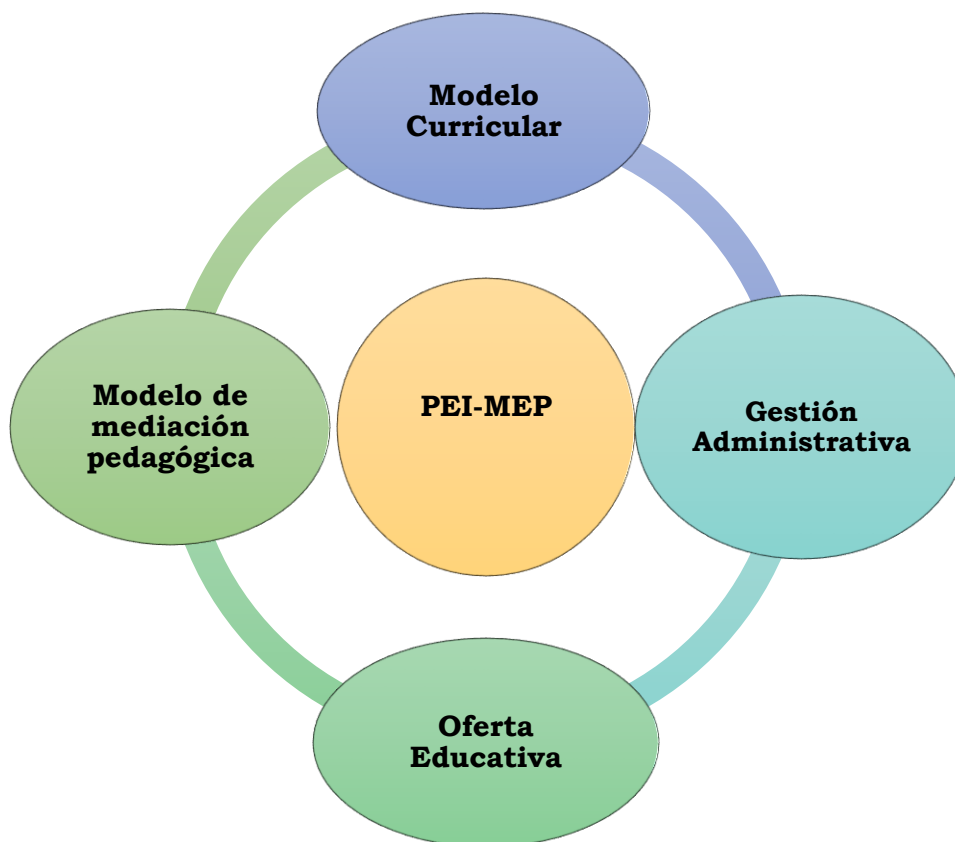 Modelo
Curricular
Modelo de
mediación
pedagógica
PEI-MEP
Gestión
Administrativa
Oferta
Educativa